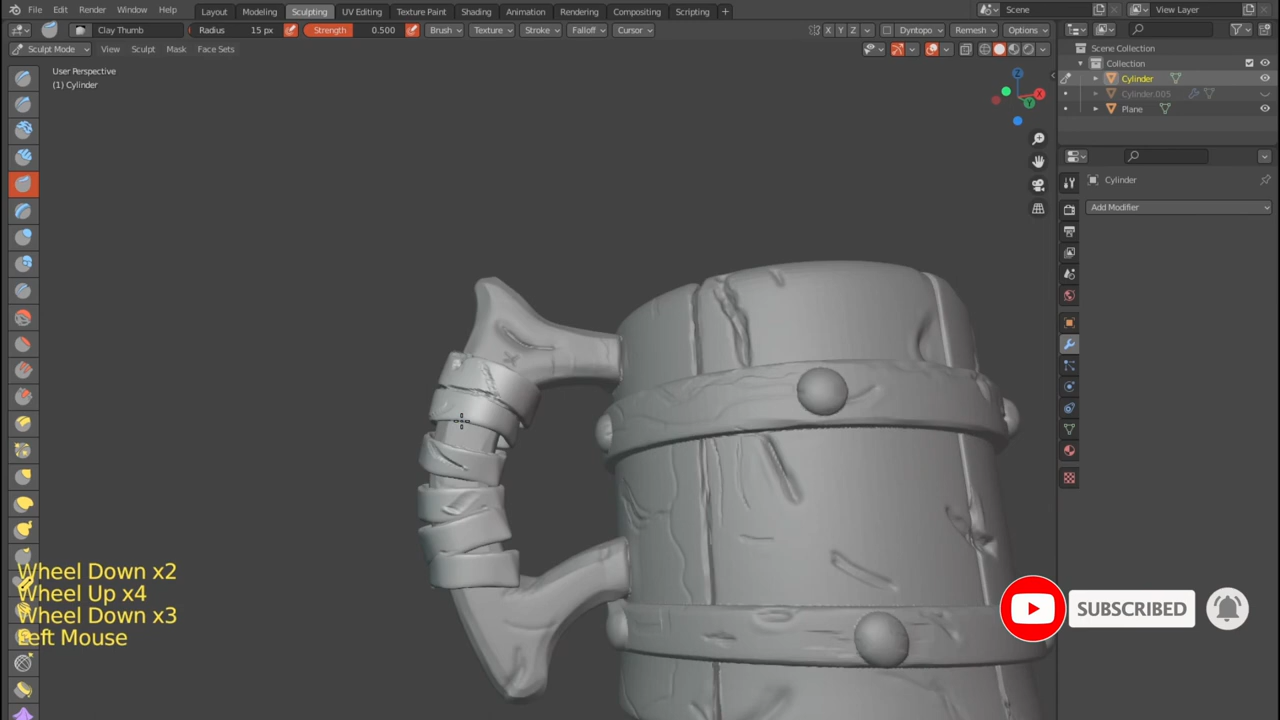 File Edit Render Window Help Layout Modeling Sculpting UV Editing Texture Paint Shading Animation Rendering Compositing Scripting + Scene View Layer
Clay Thumb Radius 15 px Strength 0.500 Brush Texture Stroke Falloff Cursor X Y Z Dyntopo Remesh Options
Sculpt Mode View Sculpt Mask Face Sets
User Perspective
(1) Cylinder
Scene Collection
Collection
Cylinder
Cylinder.005
Plane
Cylinder
Add Modifier
Z
X
Y
Wheel Down x2
Wheel Up x4
Wheel Down x3
Left Mouse
SUBSCRIBED